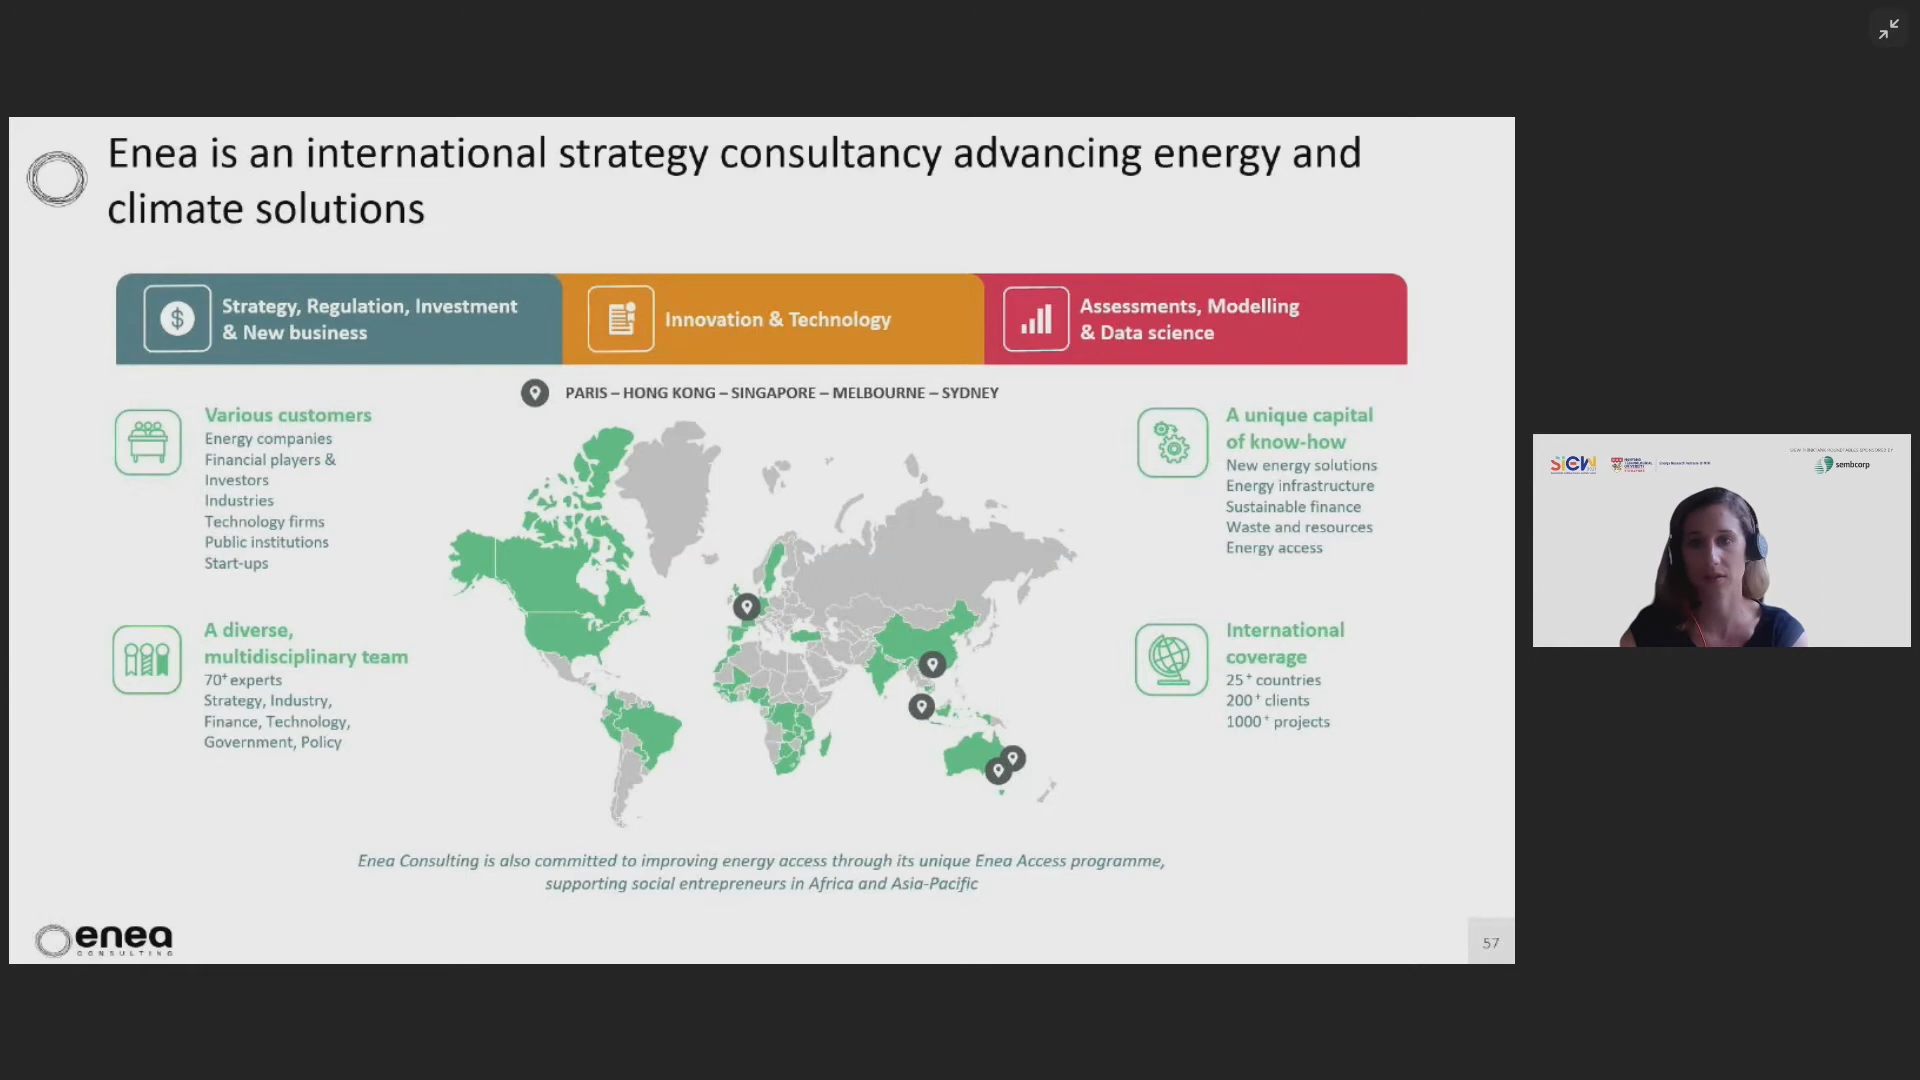 Enea is an international strategy consultancy advancing energy and
climate solutions
Strategy, Regulation, Investment
& New business
Innovation & Technology
Assessments, Modelling
& Data science
PARIS – HONG KONG – SINGAPORE – MELBOURNE – SYDNEY
Various customers
Energy companies
Financial players &
Investors
Industries
Technology firms
Public institutions
Start-ups
A diverse,
multidisciplinary team
70+ experts
Strategy, Industry,
Finance, Technology,
Government, Policy
A unique capital
of know-how
New energy solutions
Energy infrastructure
Sustainable finance
Waste and resources
Energy access
International
coverage
25+ countries
200+ clients
1000+ projects
Enea Consulting is also committed to improving energy access through its unique Enea Access programme,
supporting social entrepreneurs in Africa and Asia-Pacific
enea
CONSULTING
57
SIEW
sembcorp